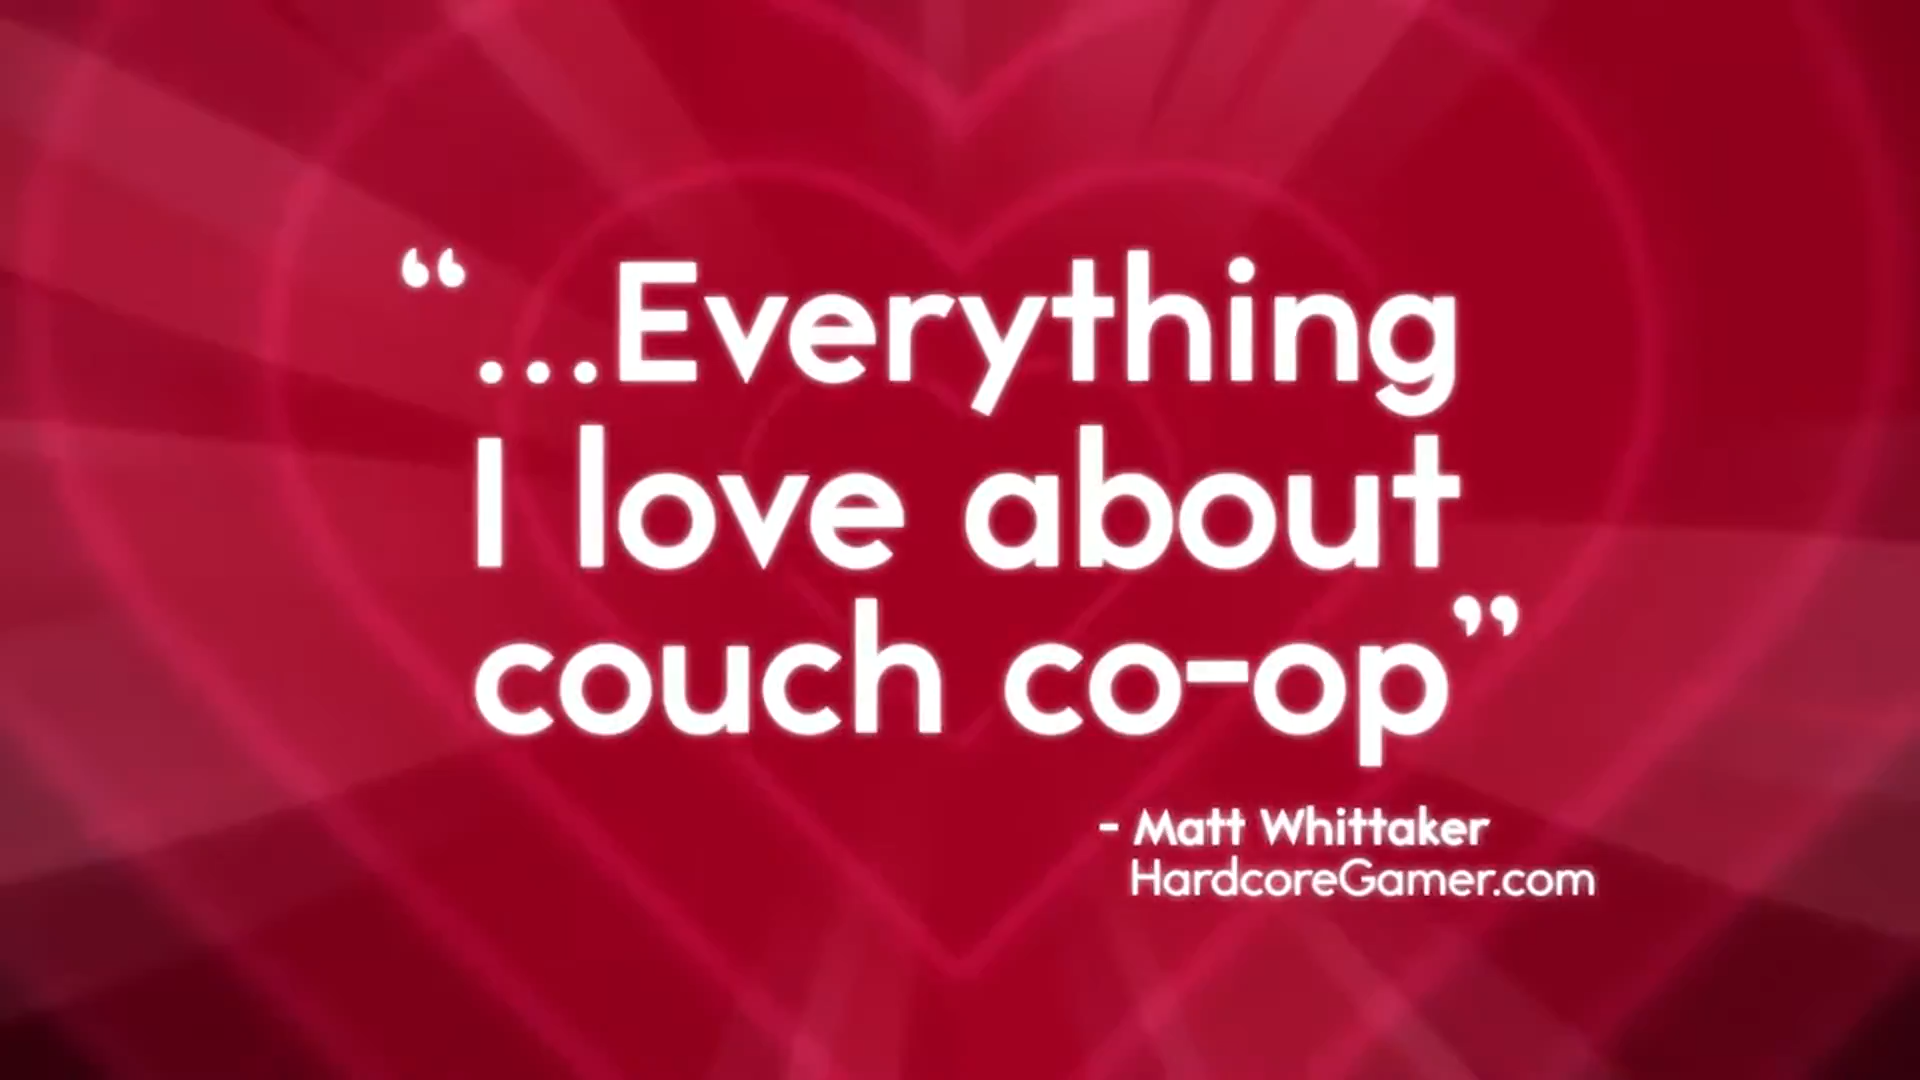 “...Everything
I love about
couch co-op”
- Matt Whittaker
HardcoreGamer.com